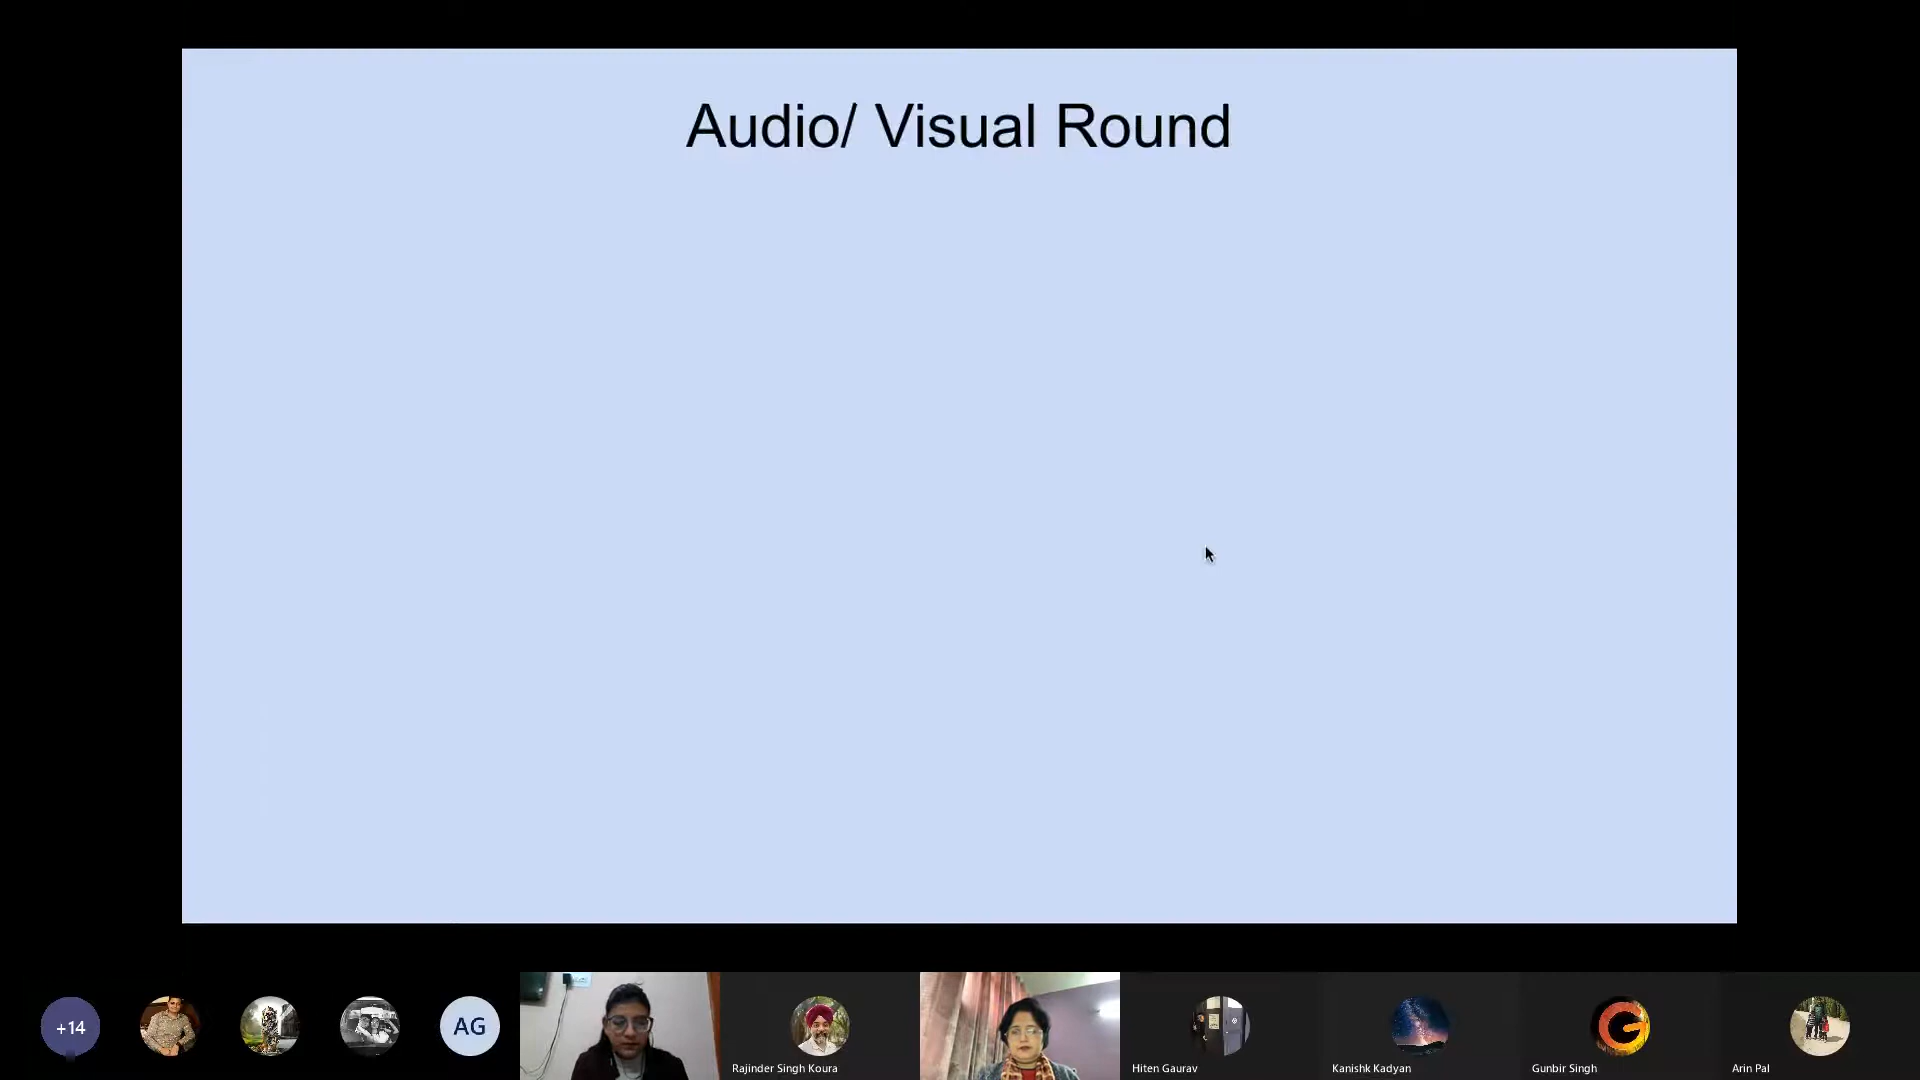 Audio/ Visual Round
+14
AG
Rajinder Singh Koura
Hiten Gaurav
Kanishk Kadyan
Gunbir Singh
Arin Pal